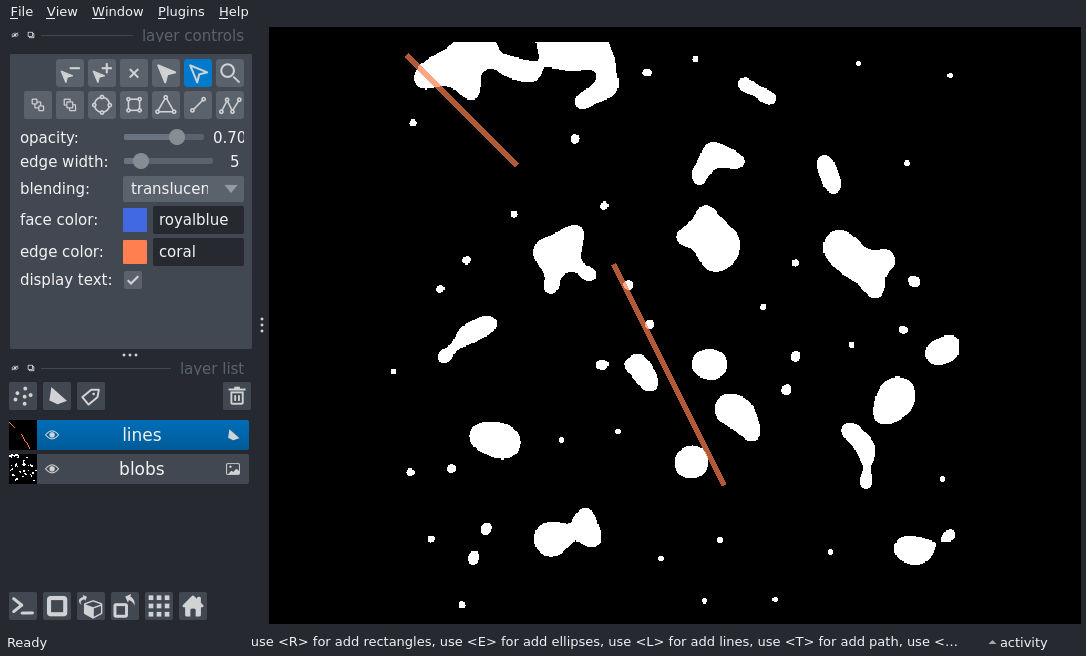 File View Window Plugins Help
layer controls
opacity: 0.70
edge width: 5
blending: translucen
face color: royalblue
edge color: coral
display text:
layer list
lines
blobs
Ready use <R> for add rectangles, use <E> for add ellipses, use <L> for add lines, use <T> for add path, use <... activity